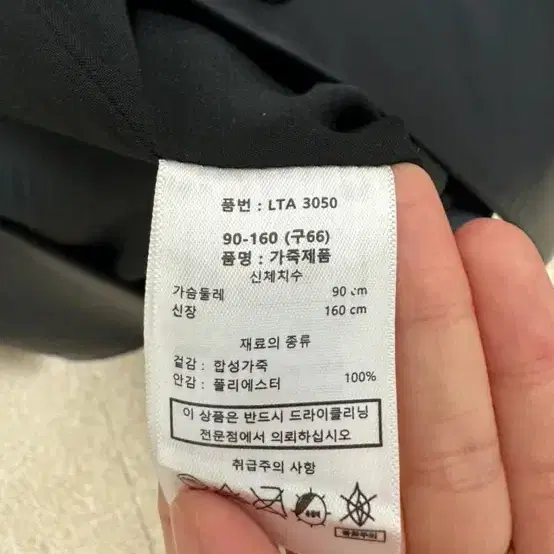 품번 : LTA 3050
90-160 (구66)
품명 : 가죽제품
신체치수
가슴둘레 90 cm
신장 160 cm
재료의 종류
겉감 : 합성가죽
안감 : 폴리에스터 100%
이 상품은 반드시 드라이클리닝
전문점에서 의뢰하십시오
취급주의 사항